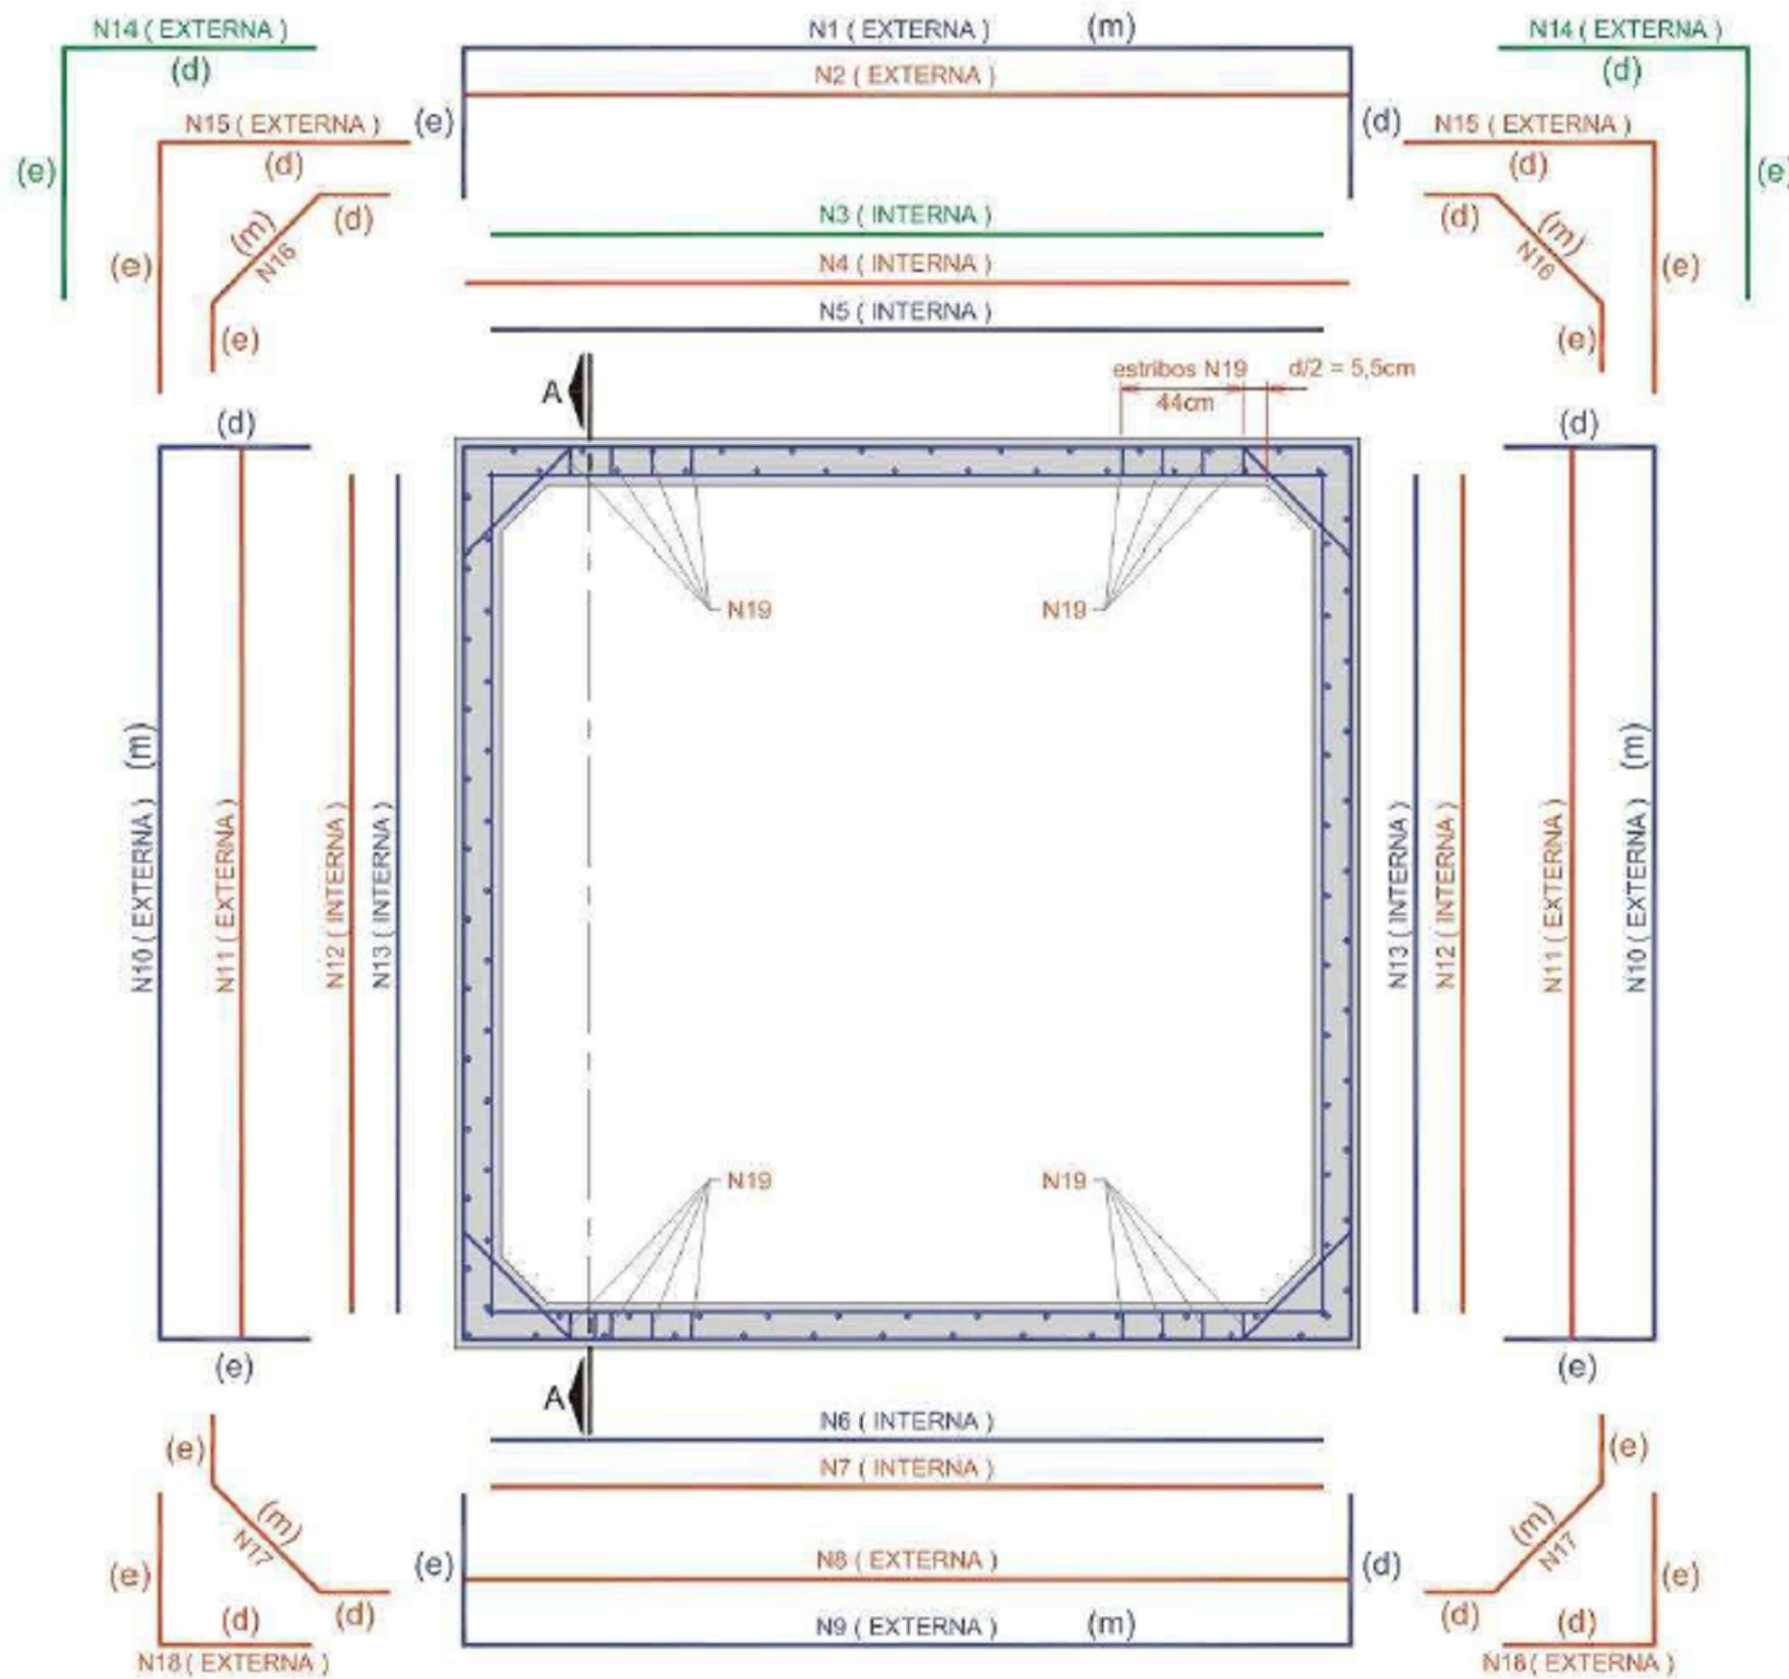 N14 ( EXTERNA )
(d)
(e)
N1 ( EXTERNA ) (m)
N2 ( EXTERNA )
(e)
(d)
N14 ( EXTERNA )
(d)
(e)
N15 ( EXTERNA )
(d)
(e)
(m)
N16
(d)
(e)
N15 ( EXTERNA )
(d)
(e)
(d)
(m)
N16
(e)
N3 ( INTERNA )
N4 ( INTERNA )
N5 ( INTERNA )
A
estribos N19
44cm
d/2 = 5,5cm
(d)
(d)
N19
N19
N10 ( EXTERNA ) (m)
N11 ( EXTERNA )
N12 ( INTERNA )
N13 ( INTERNA )
N13 ( INTERNA )
N12 ( INTERNA )
N11 ( EXTERNA )
N10 ( EXTERNA ) (m)
N19
N19
(e)
(e)
A
N6 ( INTERNA )
N7 ( INTERNA )
N8 ( EXTERNA )
N9 ( EXTERNA ) (m)
(e)
(d)
(e)
(m)
N17
(d)
(e)
(d)
N18 ( EXTERNA )
(e)
(m)
N17
(d)
(e)
(d)
N18 ( EXTERNA )